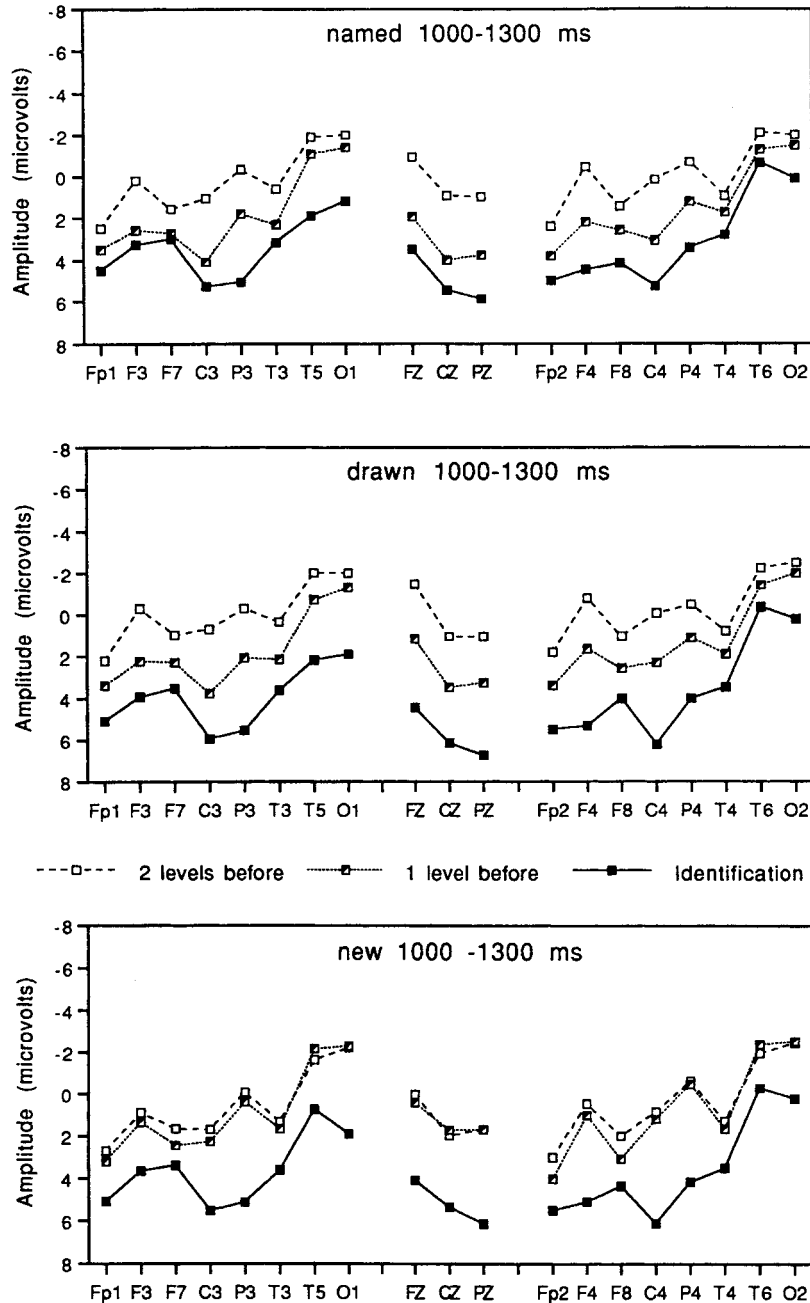 named 1000-1300 ms
Amplitude (microvolts)
-8
-6
-4
-2
0
2
4
6
8
Fp1 F3 F7 C3 P3 T3 T5 O1 FZ CZ PZ Fp2 F4 F8 C4 P4 T4 T6 O2
drawn 1000-1300 ms
Amplitude (microvolts)
-8
-6
-4
-2
0
2
4
6
8
Fp1 F3 F7 C3 P3 T3 T5 O1 FZ CZ PZ Fp2 F4 F8 C4 P4 T4 T6 O2
2 levels before 1 level before Identification
new 1000 -1300 ms
Amplitude (microvolts)
-8
-6
-4
-2
0
2
4
6
8
Fp1 F3 F7 C3 P3 T3 T5 O1 FZ CZ PZ Fp2 F4 F8 C4 P4 T4 T6 O2